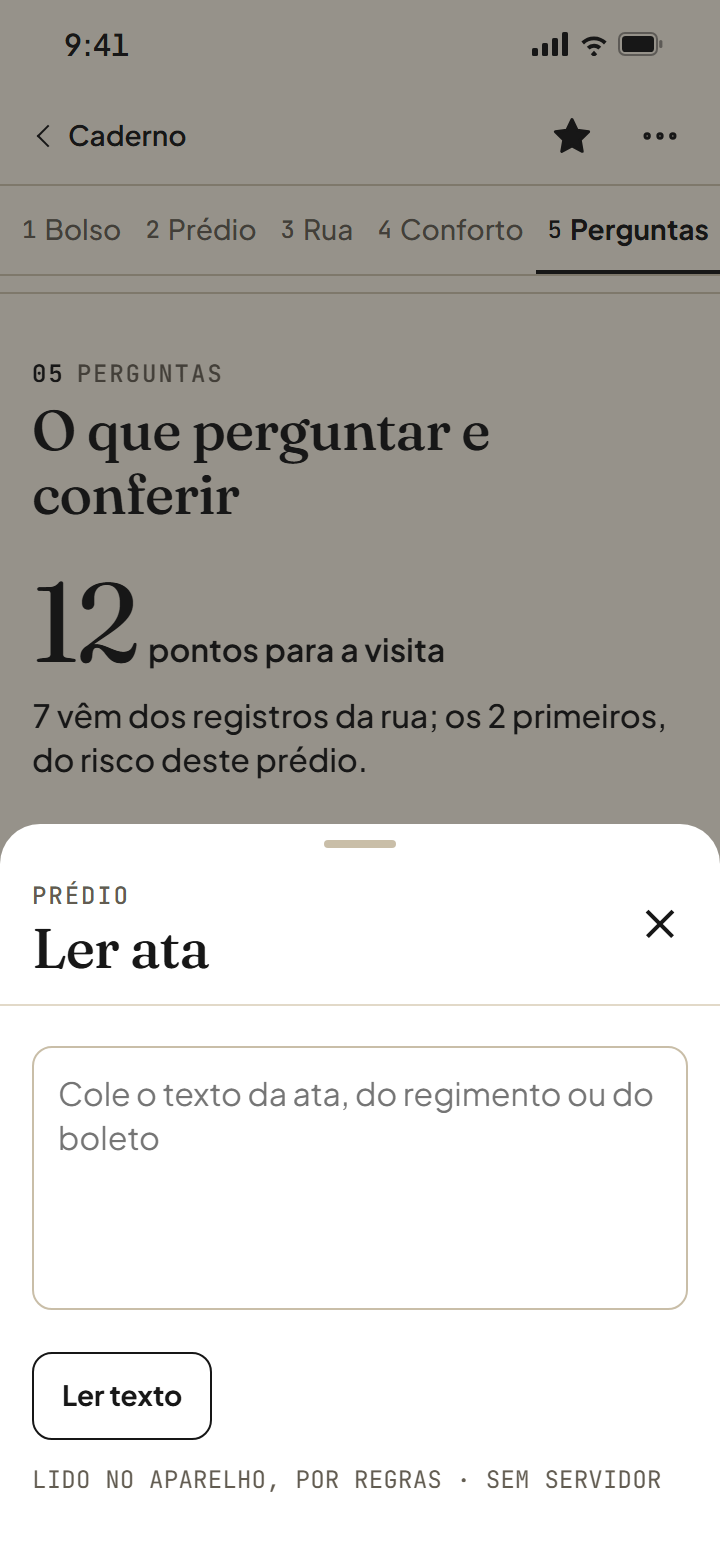 9:41
Caderno
1 Bolso 2 Prédio 3 Rua 4 Conforto 5 Perguntas
05 PERGUNTAS
O que perguntar e
conferir
12 pontos para a visita
7 vêm dos registros da rua; os 2 primeiros,
do risco deste prédio.
PRÉDIO
Ler ata
Cole o texto da ata, do regimento ou do
boleto
Ler texto
LIDO NO APARELHO, POR REGRAS · SEM SERVIDOR